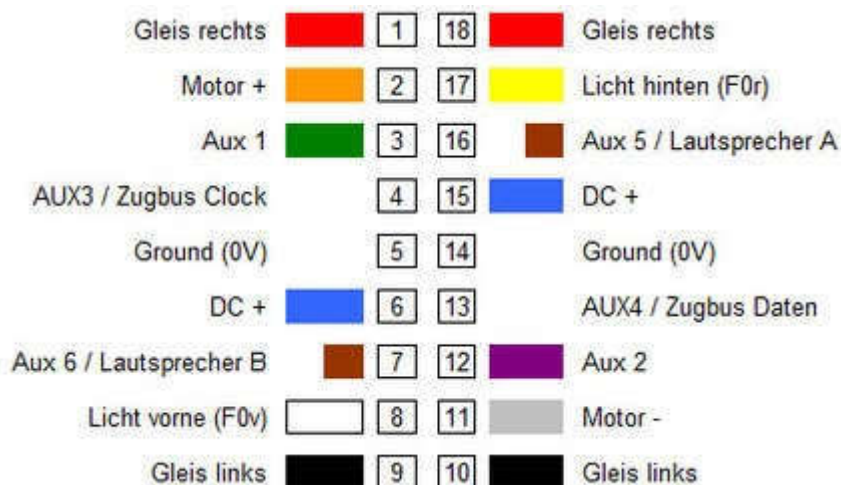 Gleis rechts 1 18 Gleis rechts
Motor + 2 17 Licht hinten (F0r)
Aux 1 3 16 Aux 5 / Lautsprecher A
AUX3 / Zugbus Clock 4 15 DC +
Ground (0V) 5 14 Ground (0V)
DC + 6 13 AUX4 / Zugbus Daten
Aux 6 / Lautsprecher B 7 12 Aux 2
Licht vorne (F0v) 8 11 Motor -
Gleis links 9 10 Gleis links